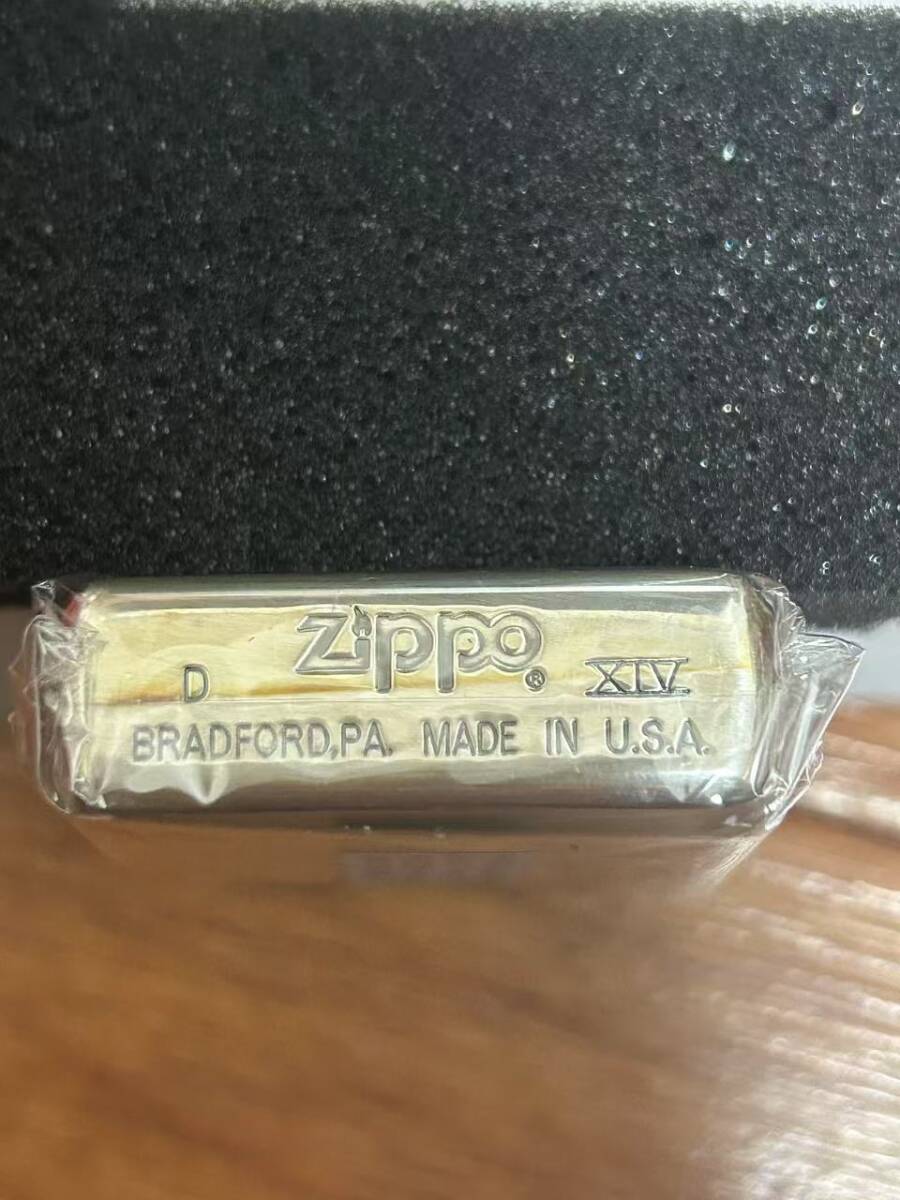 D Zippo® XIV
BRADFORD,PA. MADE IN U.S.A.